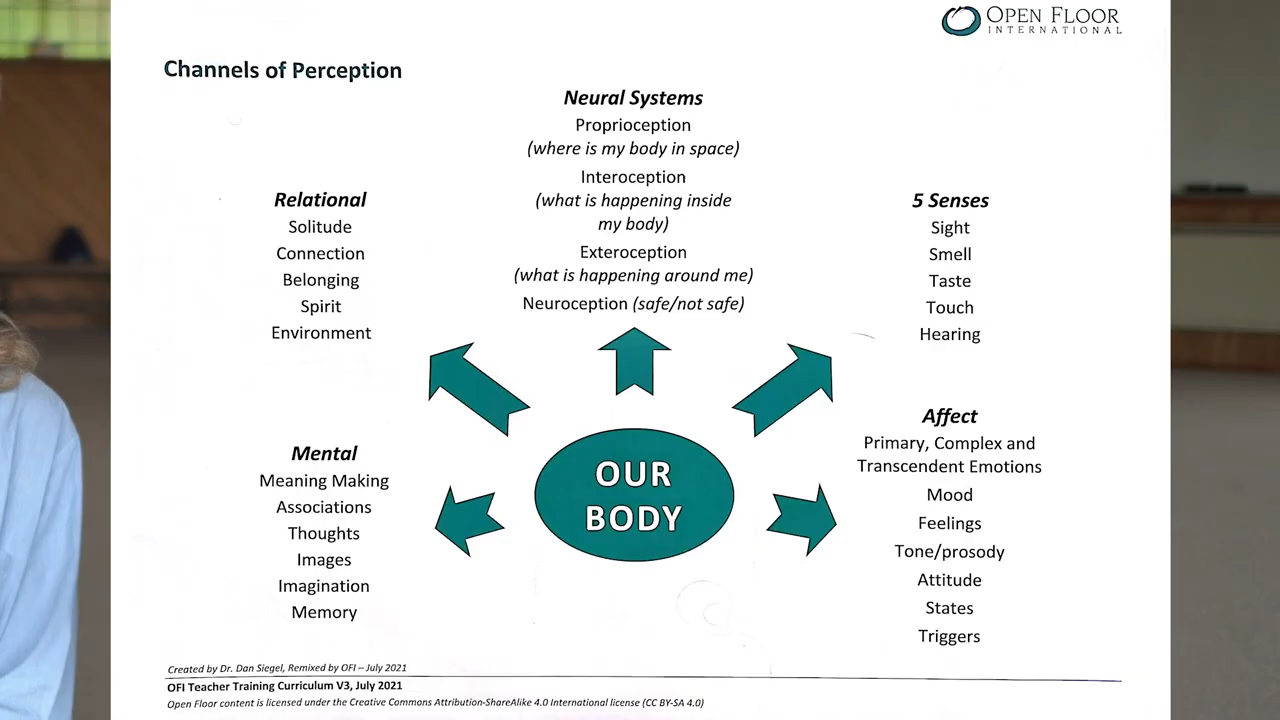 OPEN FLOOR
INTERNATIONAL
Channels of Perception
Neural Systems
Proprioception
(where is my body in space)
Interoception
(what is happening inside
my body)
Exteroception
(what is happening around me)
Neuroception (safe/not safe)
Relational
Solitude
Connection
Belonging
Spirit
Environment
5 Senses
Sight
Smell
Taste
Touch
Hearing
Mental
Meaning Making
Associations
Thoughts
Images
Imagination
Memory
OUR
BODY
Affect
Primary, Complex and
Transcendent Emotions
Mood
Feelings
Tone/prosody
Attitude
States
Triggers
Created by Dr. Dan Siegel, Remixed by OFI – July 2021
OFI Teacher Training Curriculum V3, July 2021
Open Floor content is licensed under the Creative Commons Attribution-ShareAlike 4.0 International license (CC BY-SA 4.0)